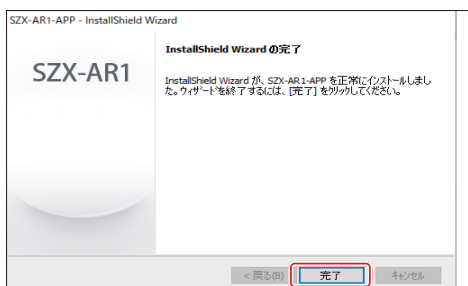 SZX-AR1-APP - InstallShield Wizard
SZX-AR1
InstallShield Wizard の完了
InstallShield Wizard が、SZX-AR1-APP を正常にインストールしまし
た。ウィザードを終了するには、[完了] をクリックしてください。
< 戻る(B)
完了
キャンセル